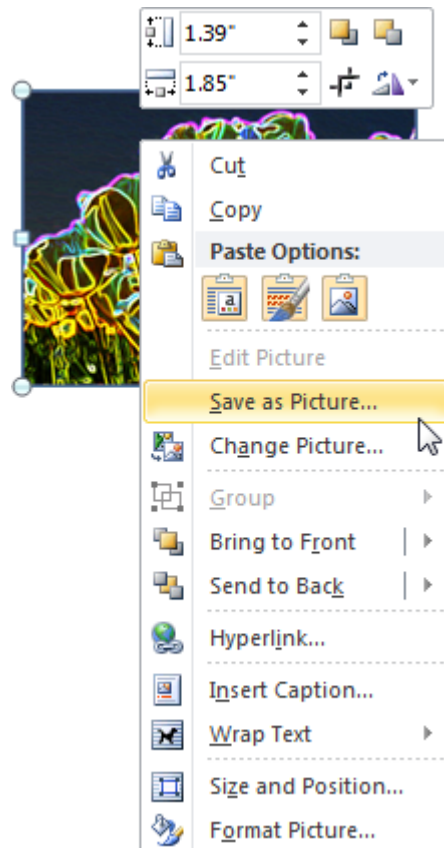 1.39"
1.85"
Cut
Copy
Paste Options:
a
Edit Picture
Save as Picture...
Change Picture...
Group
Bring to Front
Send to Back
Hyperlink...
Insert Caption...
Wrap Text
Size and Position...
Format Picture...